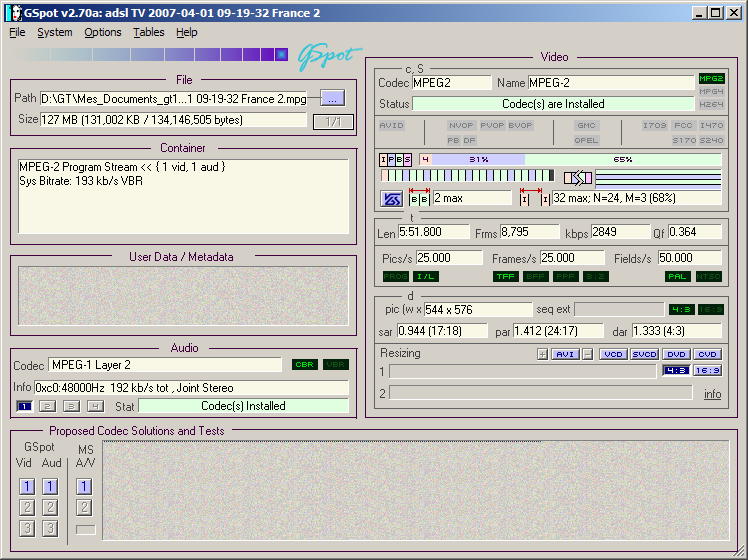 GSpot v2.70a: adsl TV 2007-04-01 09-19-32 France 2
File System Options Tables Help
GSpot
File
Path D:\GT\Mes_Documents_gt1...1 09-19-32 France 2.mpg ...
Size 127 MB (131,002 KB / 134,146,505 bytes) 1/1
Container
MPEG-2 Program Stream << { 1 vid, 1 aud }
Sys Bitrate: 193 kb/s VBR
User Data / Metadata
Audio
Codec MPEG-1 Layer 2 CBR VBR
Info 0xc0:48000Hz 192 kb/s tot , Joint Stereo
1 2 3 4 Stat Codec(s) Installed
Video
c, S
Codec MPEG2 Name MPEG-2 MPG2
MPG4
Status Codec(s) are Installed H264
AVID NVOP PVOP BVOP GMC I709 FCC I470
PB DF QPEL S170 S240
I P B S 4 31% 65%
B B 2 max I I 32 max; N=24, M=3 (68%)
t
Len 5:51.800 Frms 8,795 kbps 2849 Qf 0.364
Pics/s 25.000 Frames/s 25.000 Fields/s 50.000
PROG I/L TFF BFF PPF B:Z PAL NTSC
d
pic (w x 544 x 576 seq ext 4:3 16:9
sar 0.944 (17:18) par 1.412 (24:17) dar 1.333 (4:3)
Resizing + AVI - VCD SVCD DVD CVD
1 4:3 16:9
2 info
Proposed Codec Solutions and Tests
GSpot MS
Vid Aud A/V
1 1 1
2 2 2
3 3